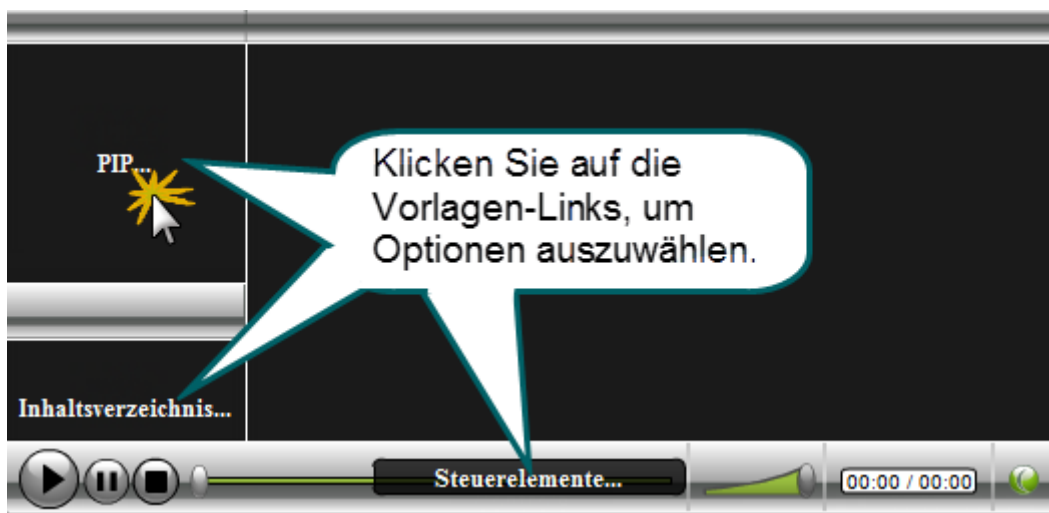 PIP...
Klicken Sie auf die
Vorlagen-Links, um
Optionen auszuwählen.
Inhaltsverzeichnis...
Steuerelemente...
00:00 / 00:00